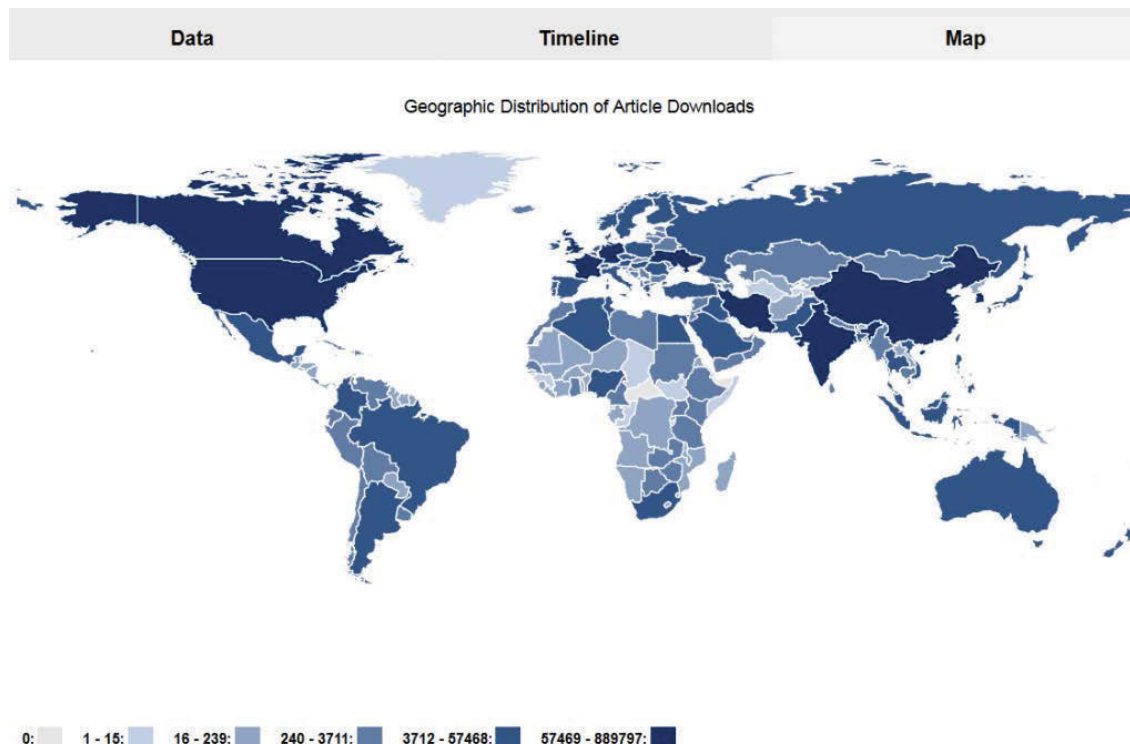 Data Timeline Map
Geographic Distribution of Article Downloads
0: 1 - 15: 16 - 239: 240 - 3711: 3712 - 57468: 57469 - 889797: